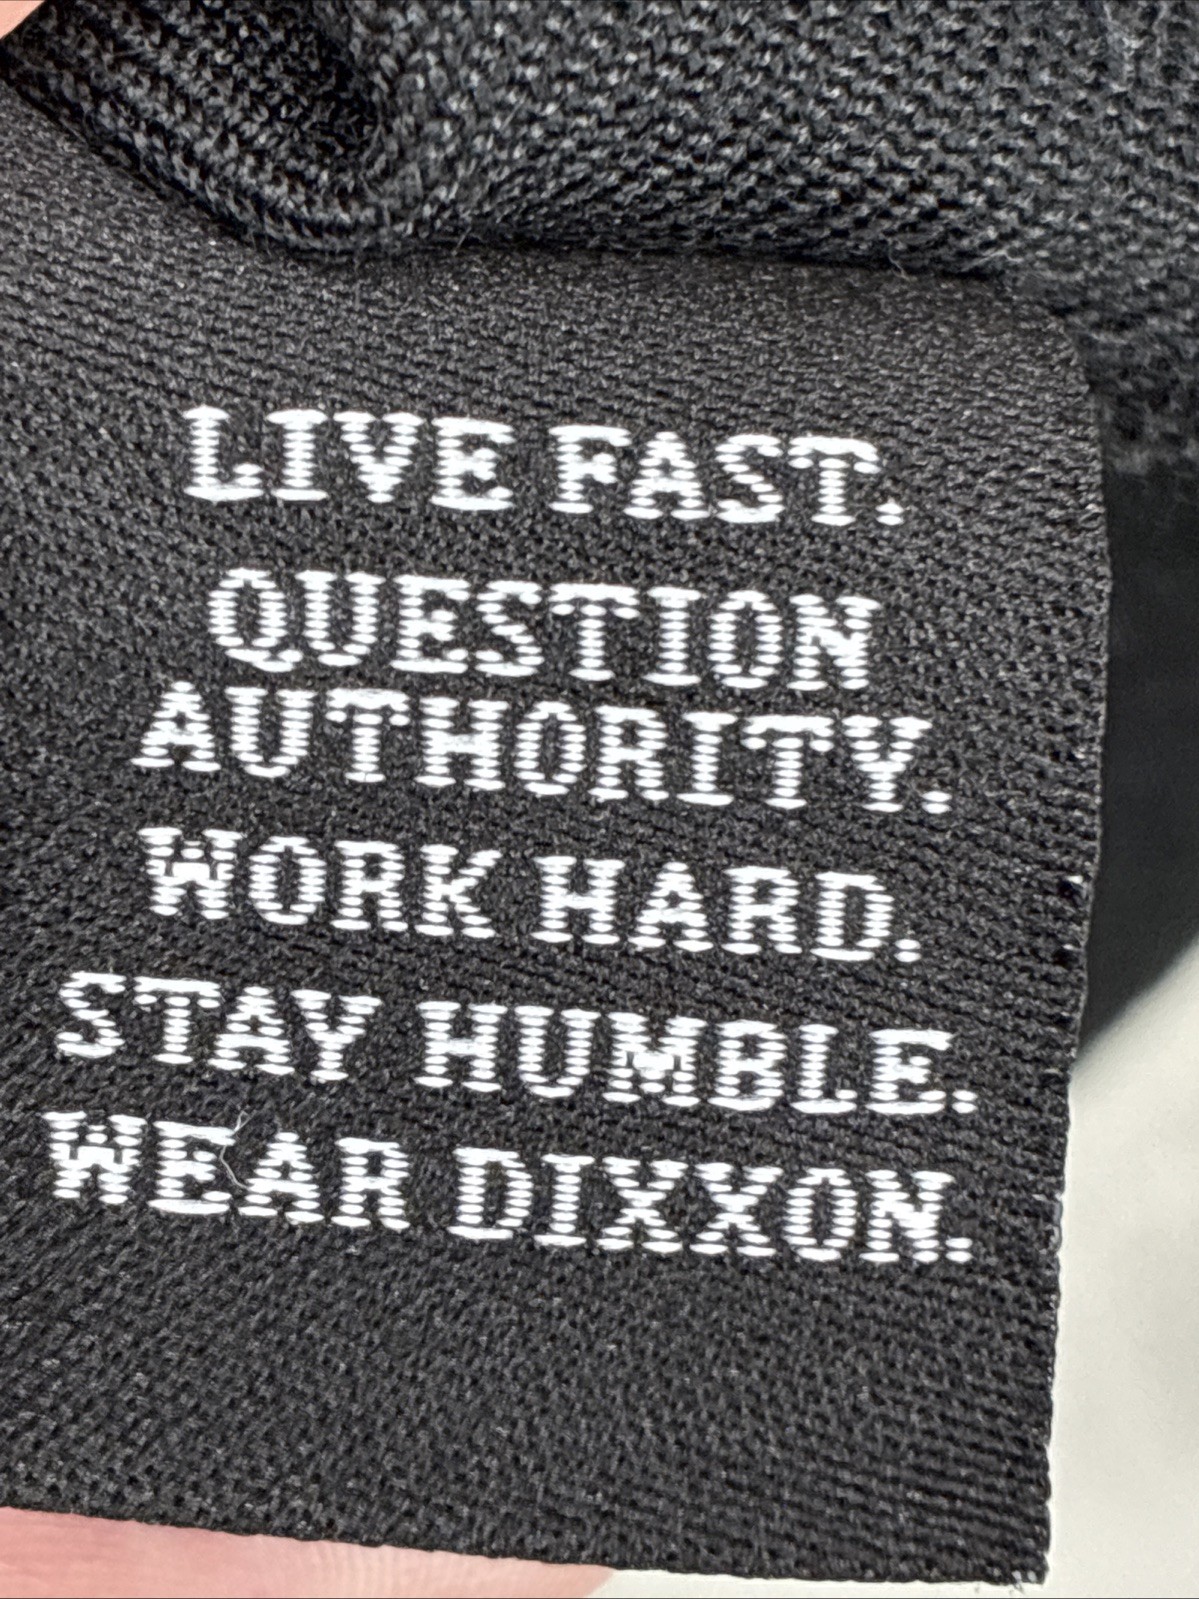 LIVE FAST.
QUESTION
AUTHORITY.
WORK HARD.
STAY HUMBLE.
WEAR DIXXON.